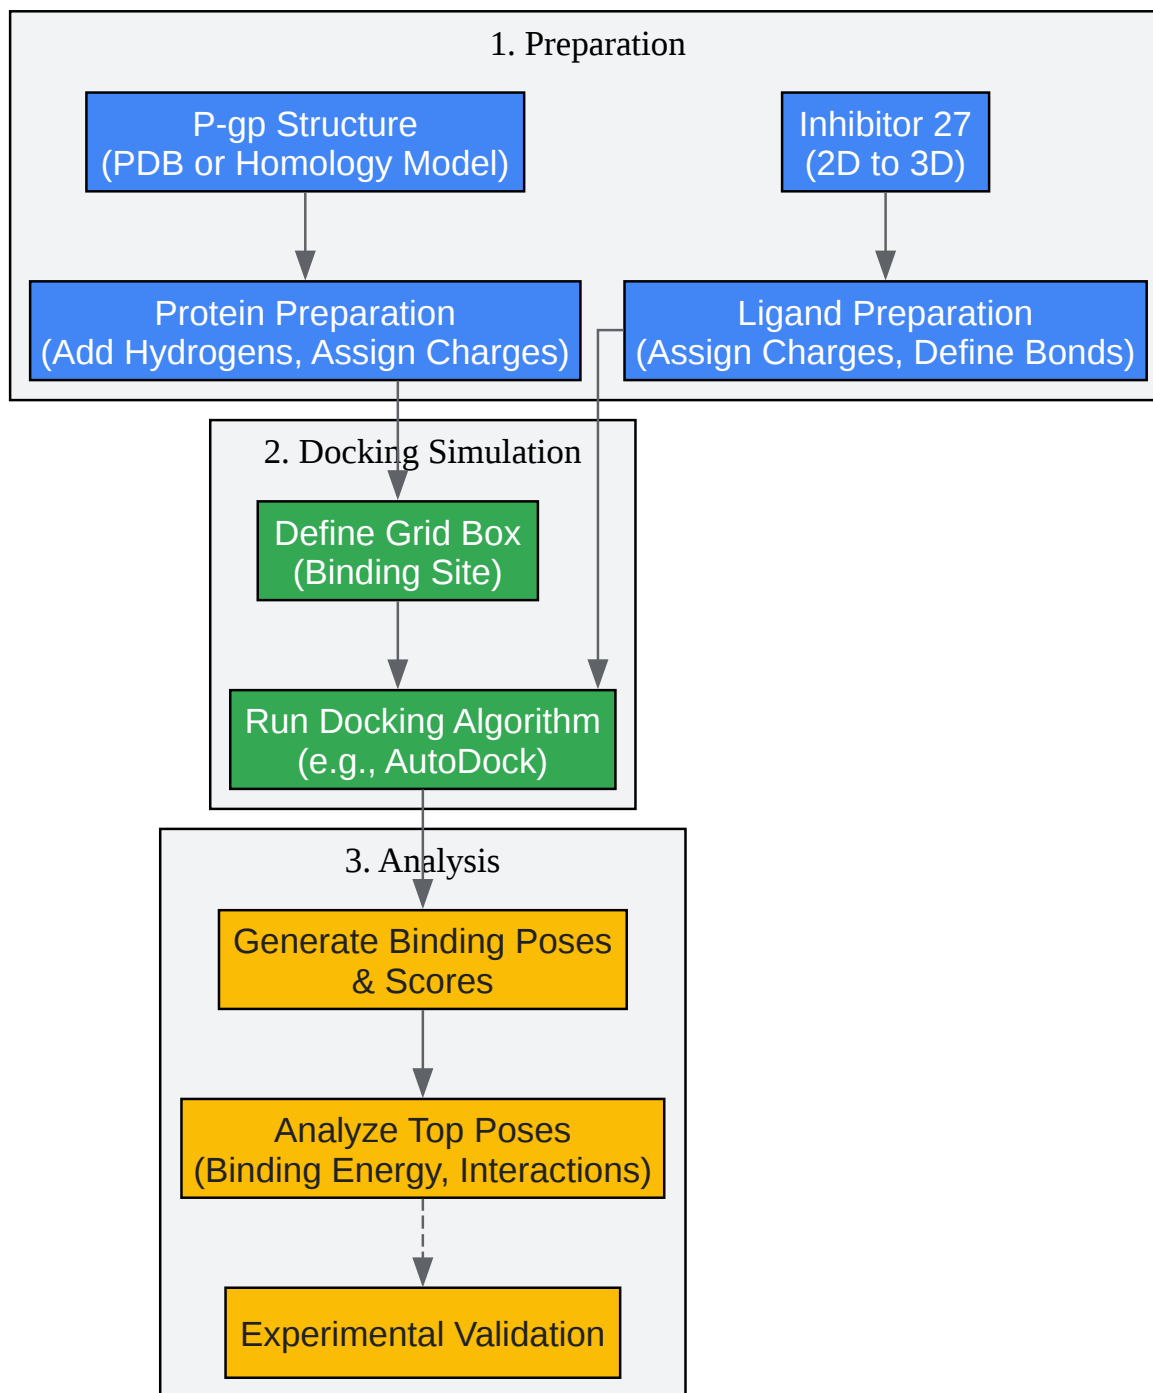 1. Preparation
P-gp Structure
(PDB or Homology Model)
Inhibitor 27
(2D to 3D)
Protein Preparation
(Add Hydrogens, Assign Charges)
Ligand Preparation
(Assign Charges, Define Bonds)
2. Docking Simulation
Define Grid Box
(Binding Site)
Run Docking Algorithm
(e.g., AutoDock)
3. Analysis
Generate Binding Poses
& Scores
Analyze Top Poses
(Binding Energy, Interactions)
Experimental Validation